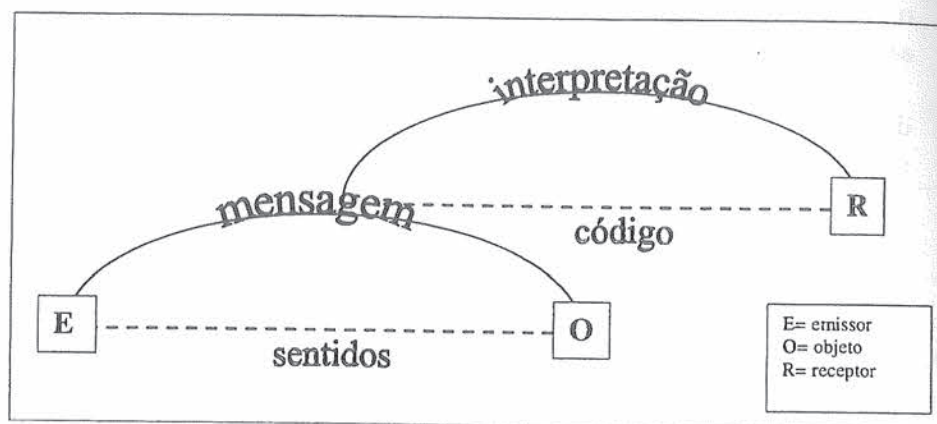 interpretação
mensagem
R
código
E
O
sentidos
E= emissor
O= objeto
R= receptor